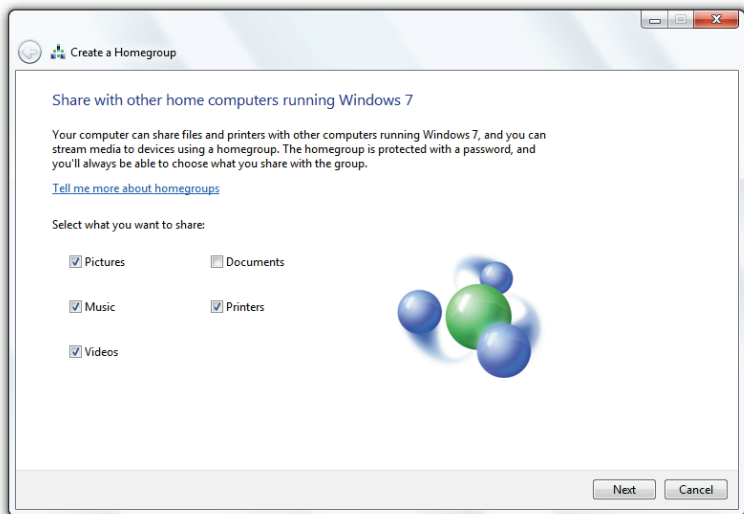 Create a Homegroup
Share with other home computers running Windows 7
Your computer can share files and printers with other computers running Windows 7, and you can
stream media to devices using a homegroup. The homegroup is protected with a password, and
you'll always be able to choose what you share with the group.
Tell me more about homegroups
Select what you want to share:
Pictures Documents
Music Printers
Videos
Next Cancel